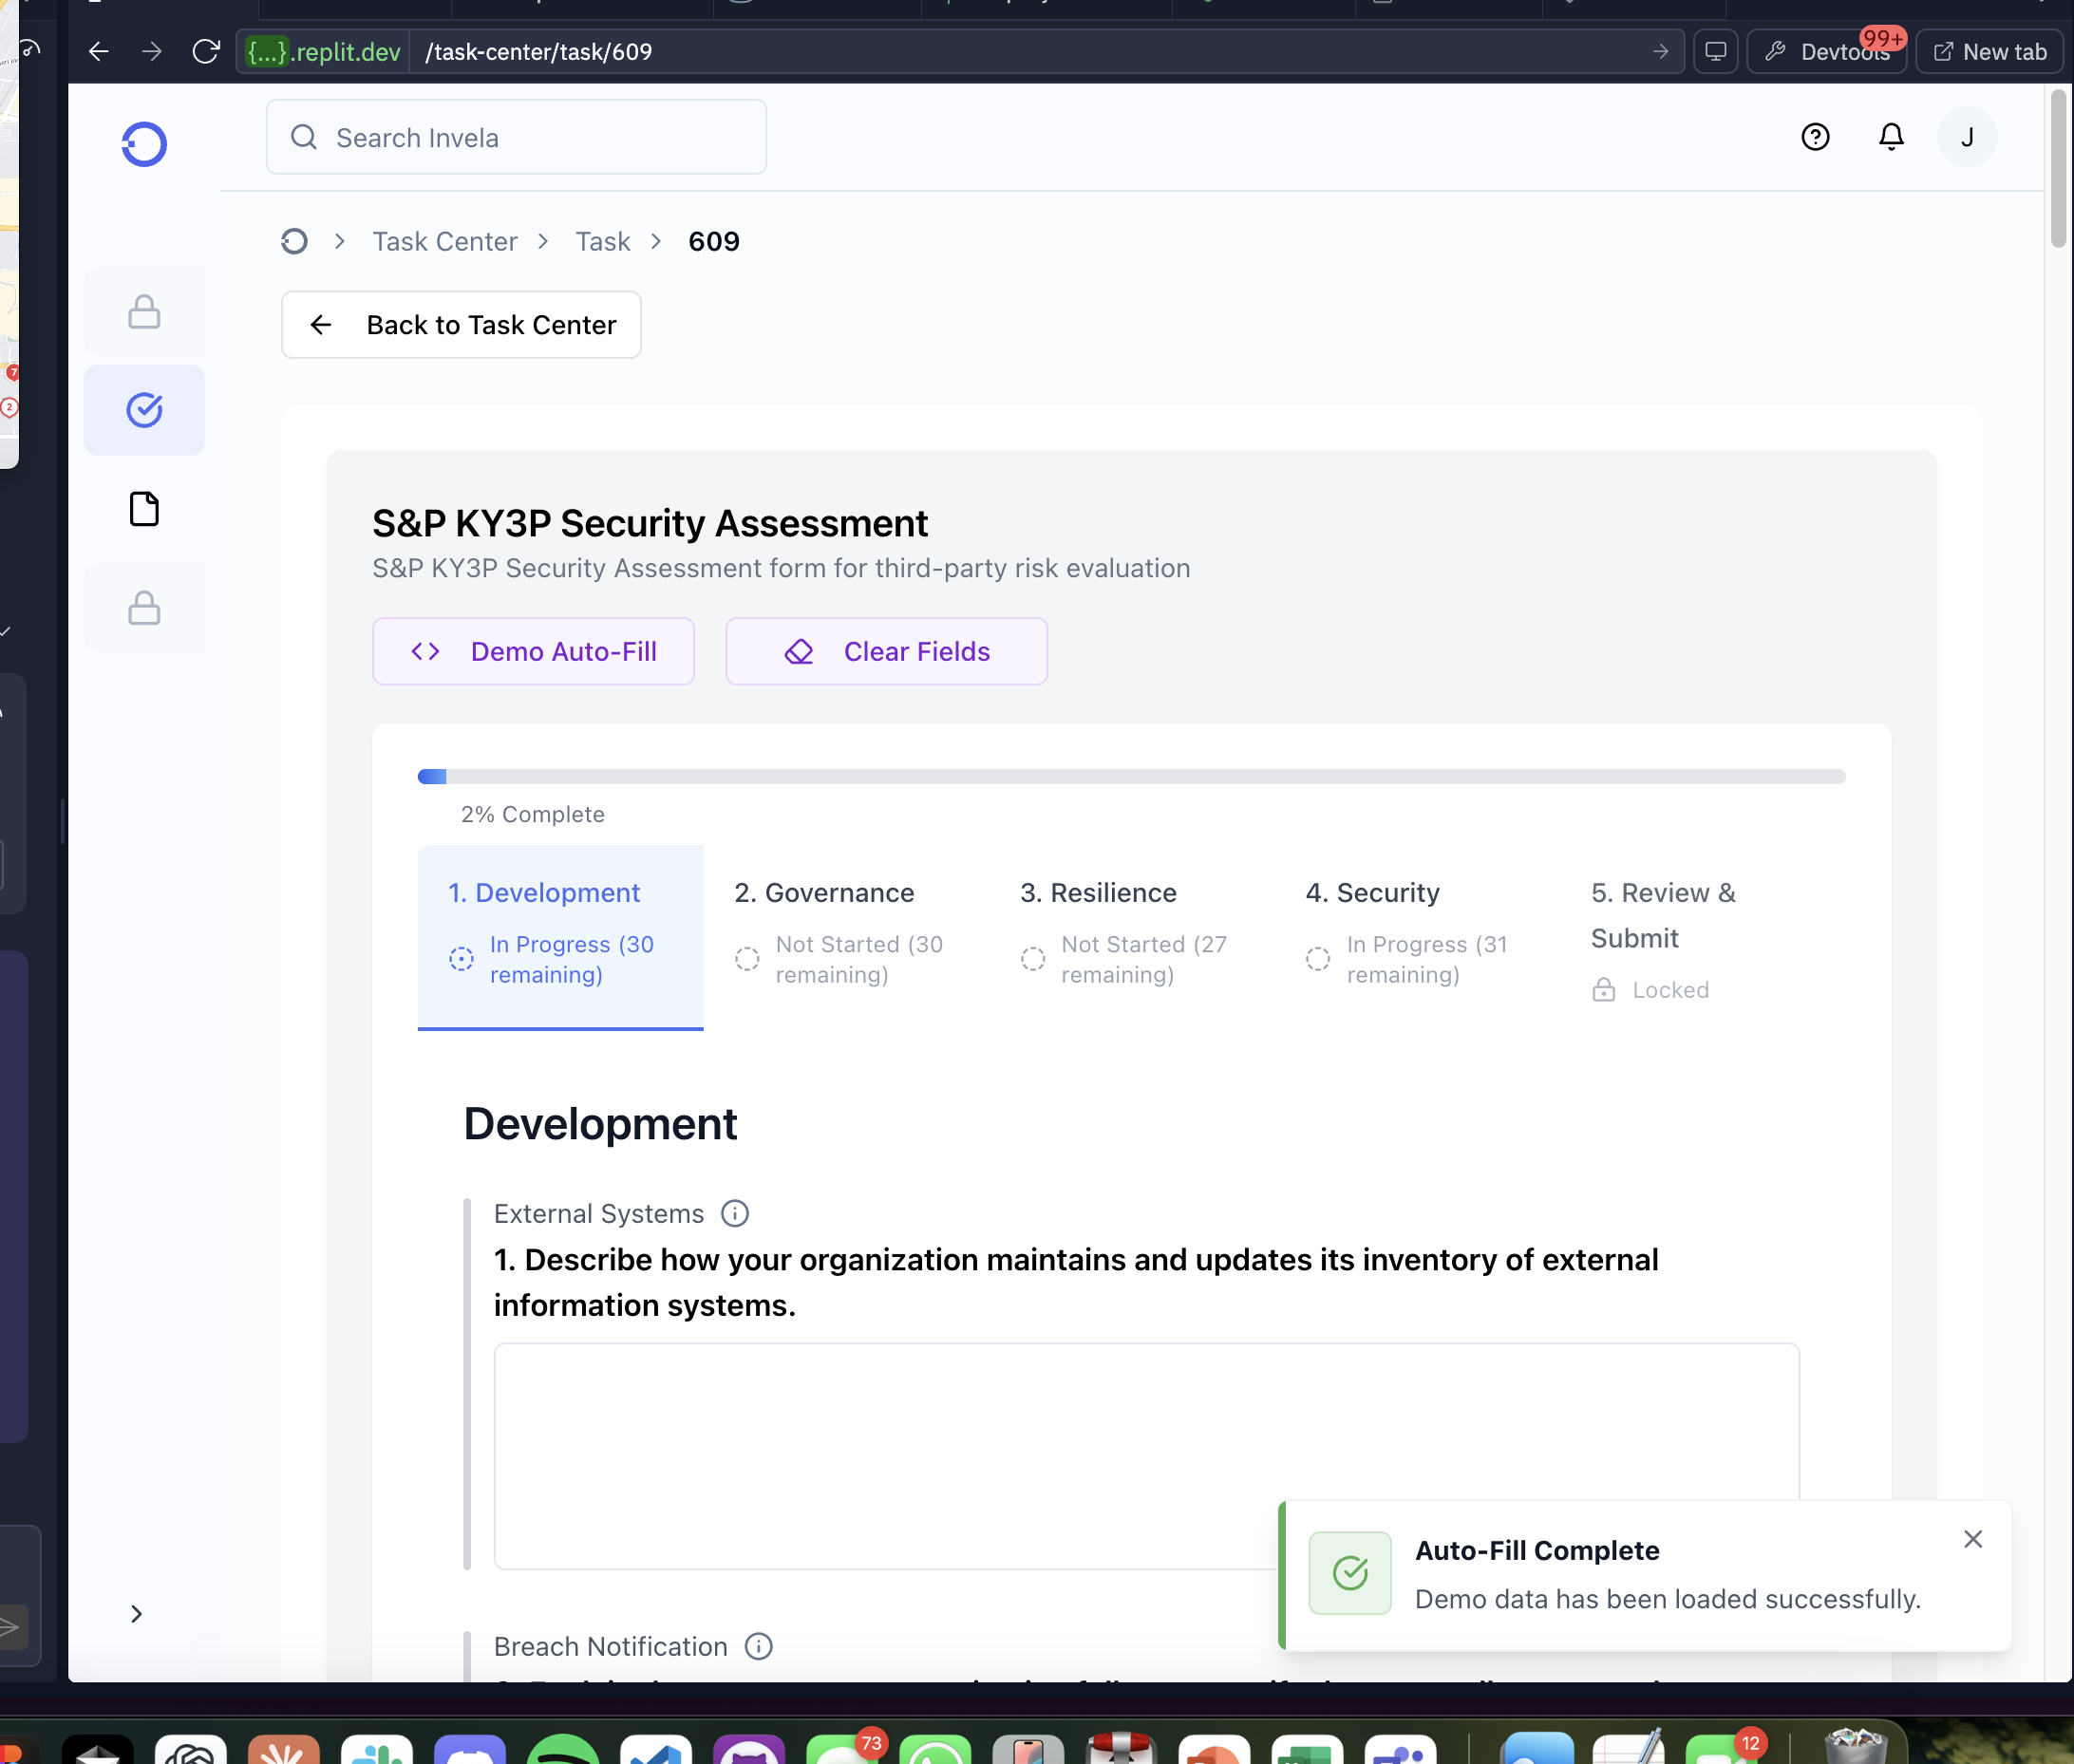 {...}.replit.dev
/task-center/task/609
Devtools
99+
New tab
Search Invela
J
Task Center
Task
609
Back to Task Center
7
2
S&P KY3P Security Assessment
S&P KY3P Security Assessment form for third-party risk evaluation
Demo Auto-Fill
Clear Fields
2% Complete
1. Development
In Progress (30
remaining)
2. Governance
Not Started (30
remaining)
3. Resilience
Not Started (27
remaining)
4. Security
In Progress (31
remaining)
5. Review &
Submit
Locked
Development
External Systems
1. Describe how your organization maintains and updates its inventory of external
information systems.
Auto-Fill Complete
Demo data has been loaded successfully.
Breach Notification
73
12